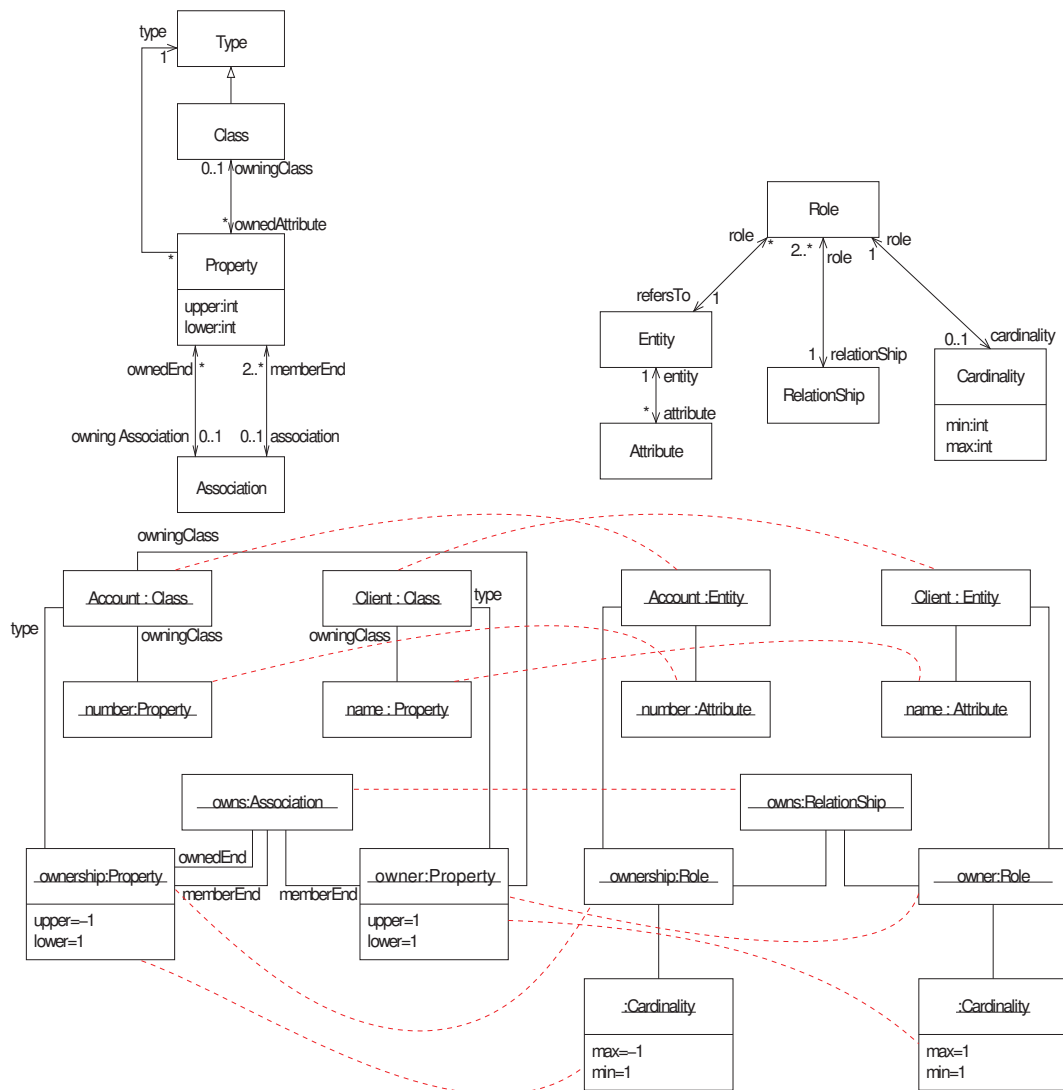 type
1
Type
Class
0..1
owningClass
*
ownedAttribute
*
Property
upper:int
lower:int
ownedEnd
*
2..*
memberEnd
owning Association
0..1
0..1
association
Association
Role
role
*
2..*
role
1
role
refersTo
1
Entity
1
entity
*
attribute
Attribute
1
relationShip
RelationShip
0..1
cardinality
Cardinality
min:int
max:int
owningClass
Account : Class
Client : Class
type
type
owningClass
owningClass
number:Property
name : Property
owns:Association
ownedEnd
memberEnd
memberEnd
ownership:Property
upper=−1
lower=1
owner:Property
upper=1
lower=1
Account :Entity
Client : Entity
number :Attribute
name : Attribute
owns:RelationShip
ownership:Role
owner:Role
:Cardinality
max=−1
min=1
:Cardinality
max=1
min=1